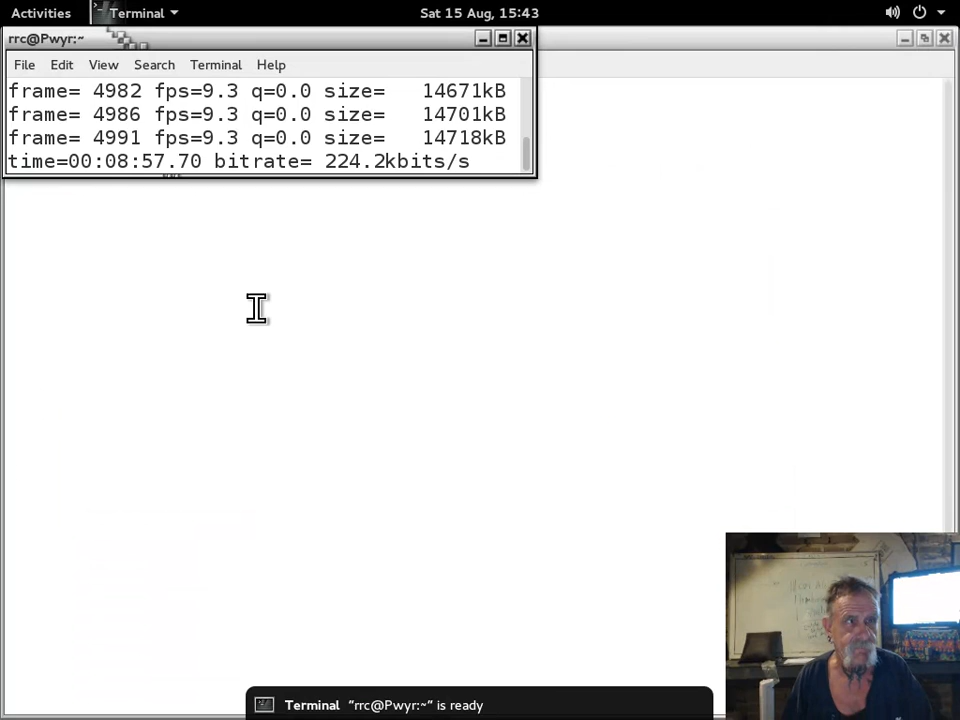 Activities Terminal Sat 15 Aug, 15:43
rrc@Pwyr:~
File Edit View Search Terminal Help
frame= 4982 fps=9.3 q=0.0 size=   14671kB
frame= 4986 fps=9.3 q=0.0 size=   14701kB
frame= 4991 fps=9.3 q=0.0 size=   14718kB
time=00:08:57.70 bitrate= 224.2kbits/s
Terminal "rrc@Pwyr:~" is ready